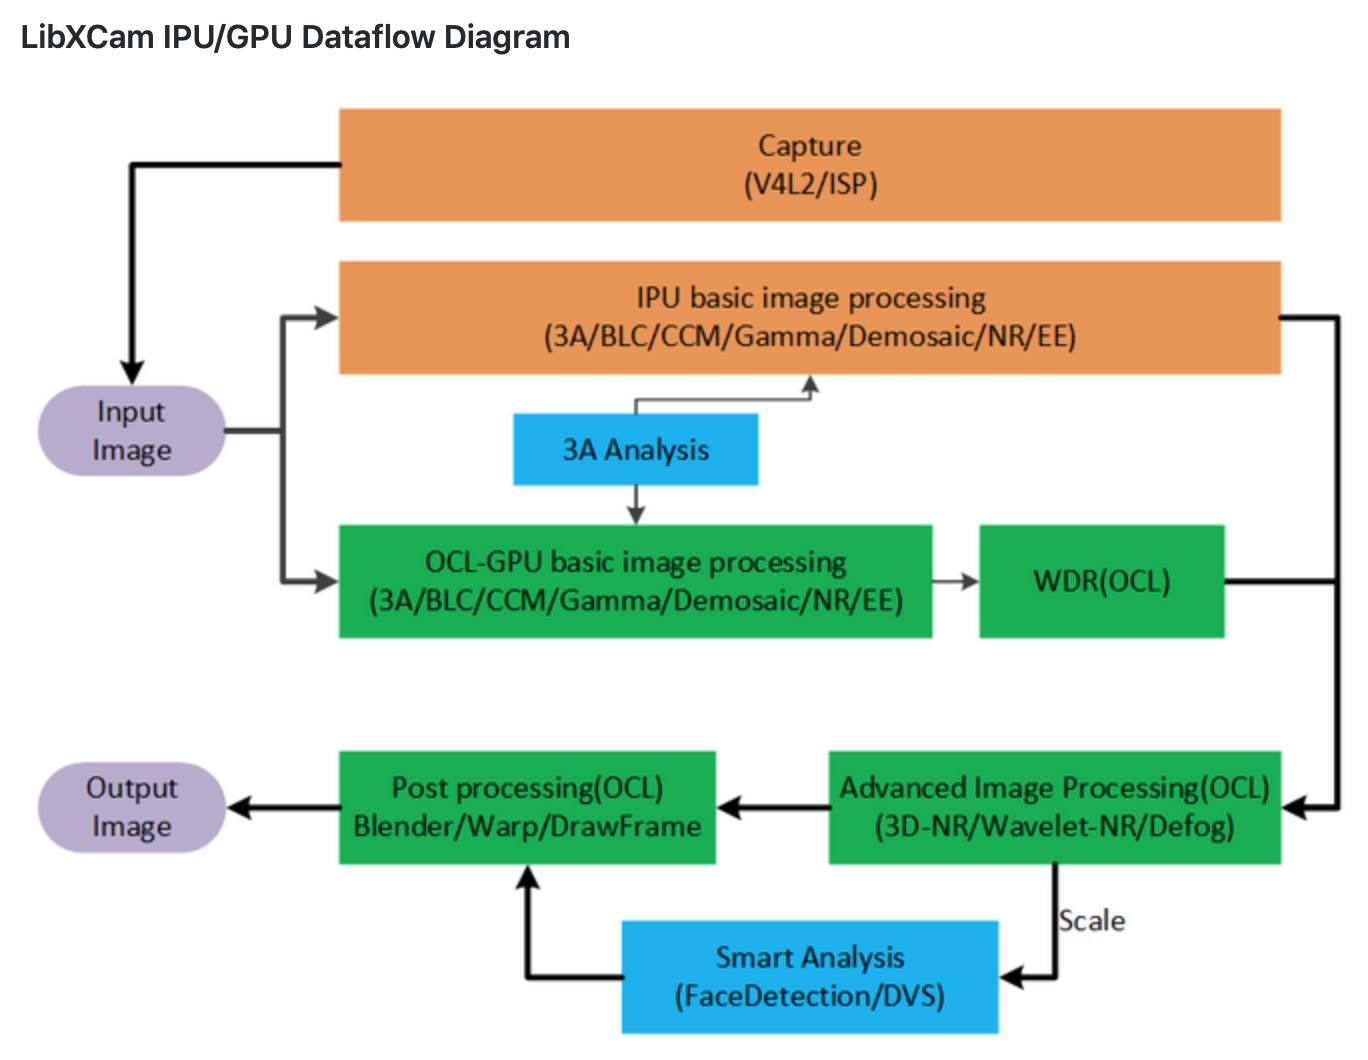 LibXCam IPU/GPU Dataflow Diagram
Capture
(V4L2/ISP)
IPU basic image processing
(3A/BLC/CCM/Gamma/Demosaic/NR/EE)
Input
Image
3A Analysis
OCL-GPU basic image processing
(3A/BLC/CCM/Gamma/Demosaic/NR/EE)
WDR(OCL)
Output
Image
Post processing(OCL)
Blender/Warp/DrawFrame
Advanced Image Processing(OCL)
(3D-NR/Wavelet-NR/Defog)
Scale
Smart Analysis
(FaceDetection/DVS)